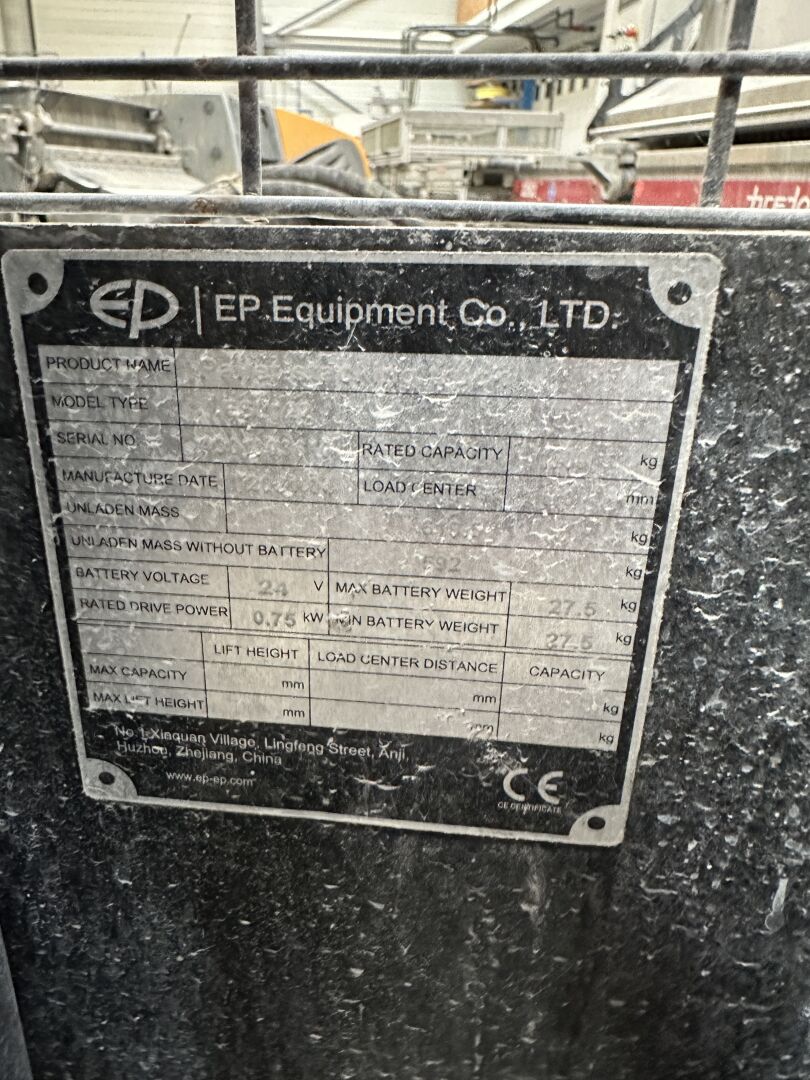 EP | EP Equipment Co., LTD.
PRODUCT NAME
MODEL TYPE
SERIAL NO. RATED CAPACITY kg
MANUFACTURE DATE LOAD CENTER mm
UNLADEN MASS kg
UNLADEN MASS WITHOUT BATTERY kg
BATTERY VOLTAGE 24 V MAX BATTERY WEIGHT 27.5 kg
RATED DRIVE POWER 0.75 kW MIN BATTERY WEIGHT 27.5 kg
LIFT HEIGHT LOAD CENTER DISTANCE CAPACITY
MAX CAPACITY mm mm kg
MAX LIFT HEIGHT mm mm kg
No.1 Xiaquan Village, Lingfeng Street, Anji,
Huzhou, Zhejiang, China
www.ep-ep.com
CE
CE CERTIFICATE